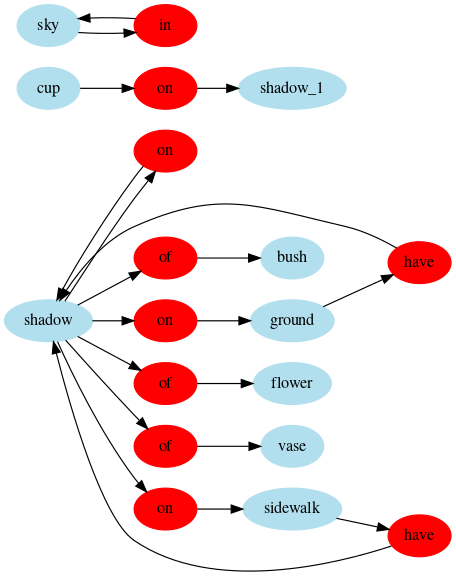 sky in
cup on shadow_1
on
of bush
have
shadow on ground
of flower
of vase
on sidewalk
have